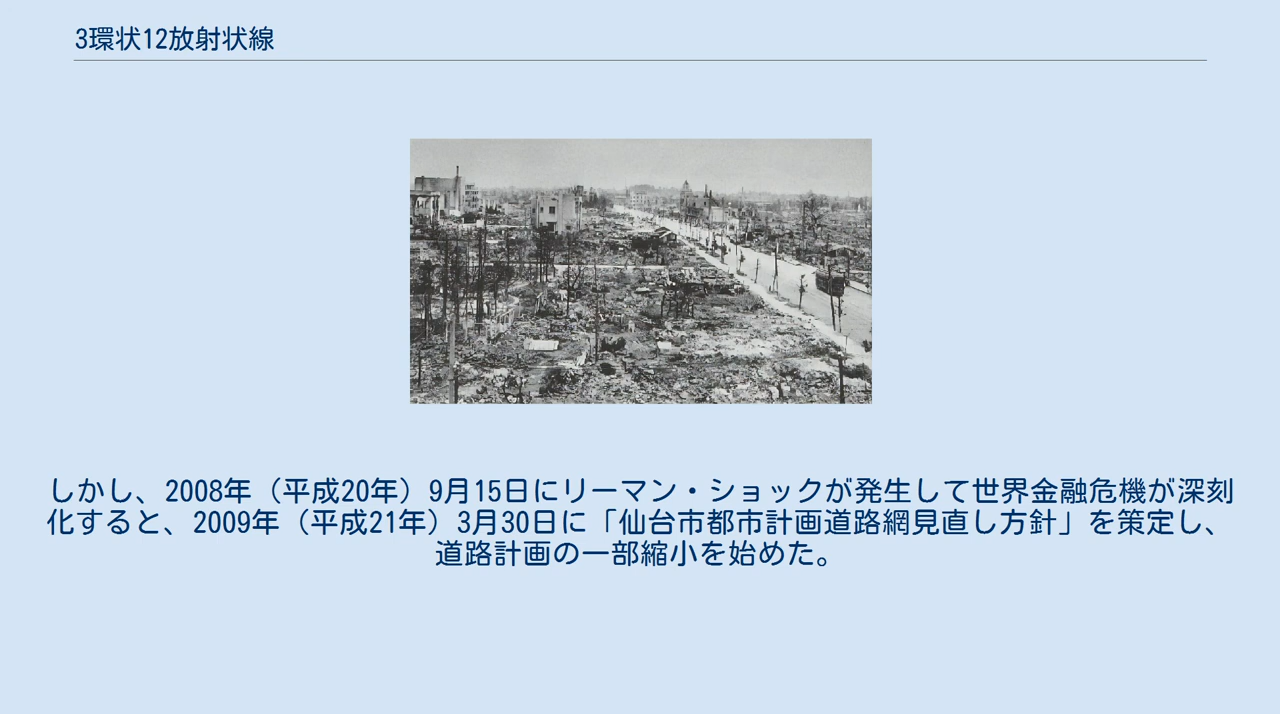 3環状12放射状線
しかし、2008年（平成20年）9月15日にリーマン・ショックが発生して世界金融危機が深刻
化すると、2009年（平成21年）3月30日に「仙台市都市計画道路網見直し方針」を策定し、
道路計画の一部縮小を始めた。